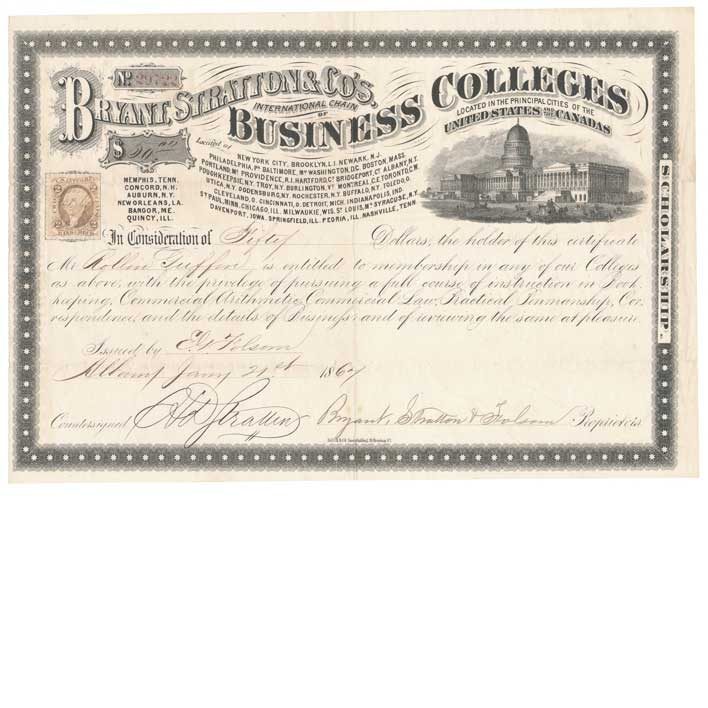 No. 29722
BRYANT, STRATTON & CO'S,
INTERNATIONAL CHAIN
OF
BUSINESS COLLEGES
LOCATED IN THE PRINCIPAL CITIES OF THE
UNITED STATES AND THE CANADAS
$ 50 00
Located at
NEW YORK CITY, BROOKLYN, L.I. NEWARK, N.J.
PHILADELPHIA, Pa. BALTIMORE, Md. WASHINGTON, D.C. BOSTON, MASS.
PORTLAND, Me. PROVIDENCE, R.I. HARTFORD, Ct. BRIDGEPORT, Ct. ALBANY, N.Y.
POUGHKEEPSIE, N.Y. TROY, N.Y. BURLINGTON, Vt. MONTREAL, C.E. TORONTO, C.W.
UTICA, N.Y. OGDENSBURG, N.Y. ROCHESTER, N.Y. BUFFALO, N.Y. TOLEDO, O.
CLEVELAND, O. CINCINNATI, O. DETROIT, MICH. INDIANAPOLIS, IND.
ST PAUL, MINN. CHICAGO, ILL. MILWAUKIE, WIS. ST LOUIS, Mo. SYRACUSE, N.Y.
DAVENPORT, IOWA. SPRINGFIELD, ILL. PEORIA, ILL. NASHVILLE, TENN.
MEMPHIS, TENN.
CONCORD, N.H.
AUBURN, N.Y.
NEW ORLEANS, LA.
BANGOR, ME.
QUINCY, ILL.
SCHOLARSHIP.
In Consideration of Fifty Dollars, the holder of this certificate
Mr Rollin Tuffin is entitled to membership in any of our Colleges
as above, with the privilege of pursuing a full course of instruction in Book
keeping, Commercial Arithmetic, Commercial Law, Practical Penmanship, Cor
respondence, and the details of Business: and of reviewing the same at pleasure.
Issued by E. G. Folsom
Albany Jany 21st 1867
Countersigned H D Stratton Bryant, Stratton & Folsom Proprietors